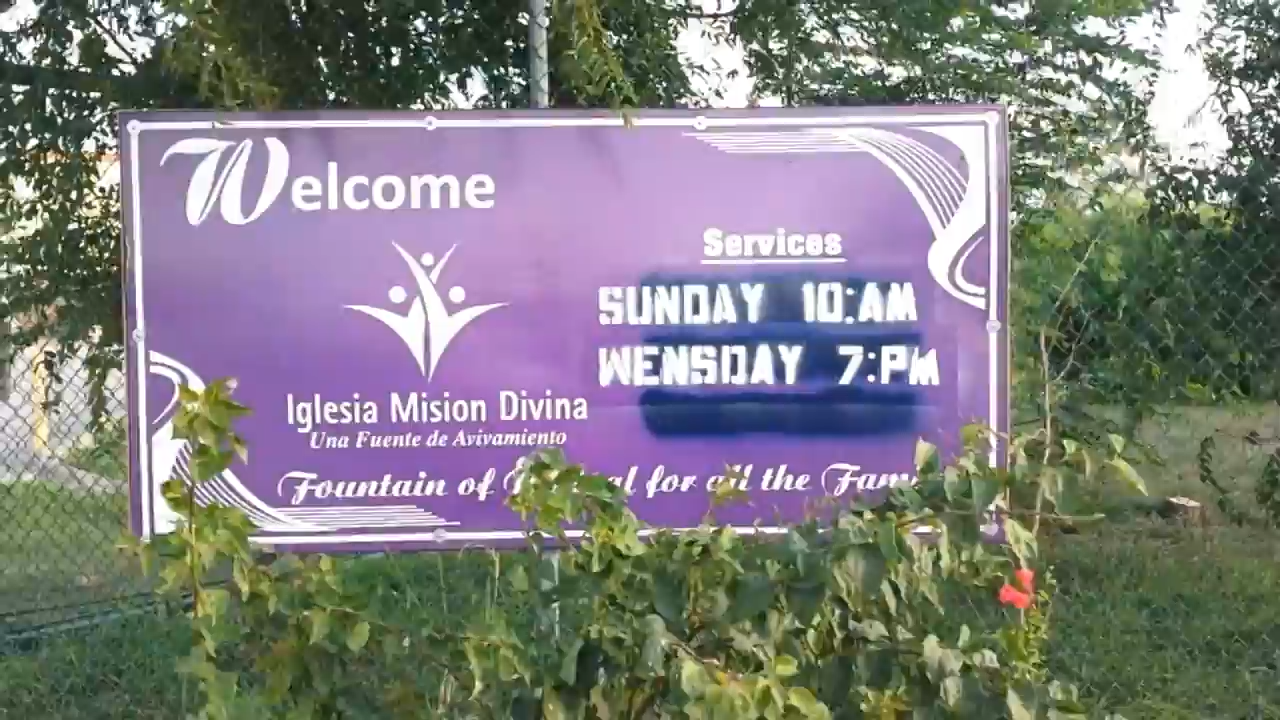 Welcome
Services
SUNDAY 10:AM
WENSDAY 7:PM
Iglesia Mision Divina
Una Fuente de Avivamiento
Fountain of for all the